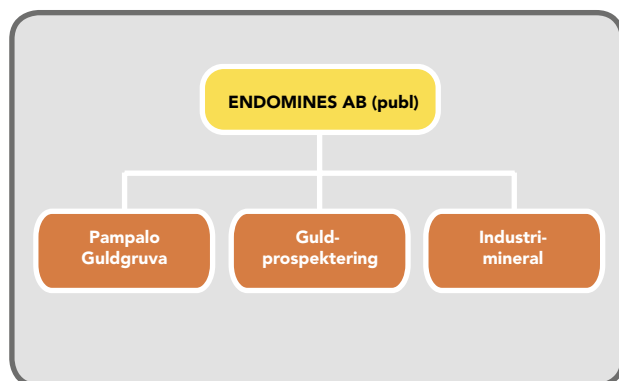 ENDOMINES AB (publ)
Pampalo
Guldgruva
Guld-
prospektering
Industri-
mineral